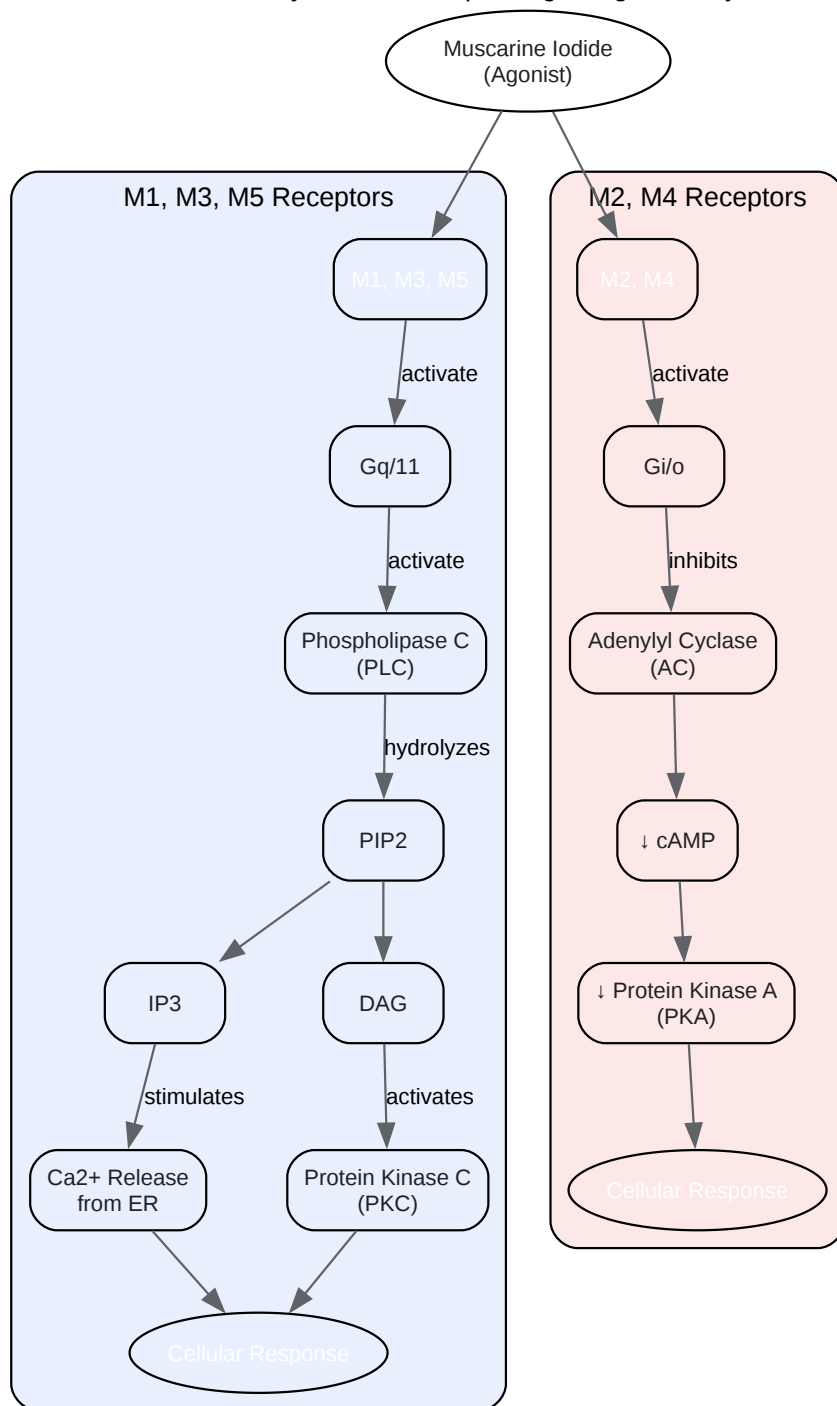 Muscarine Iodide
(Agonist)
M1, M3, M5 Receptors
M1, M3, M5
activate
Gq/11
activate
Phospholipase C
(PLC)
hydrolyzes
PIP2
IP3
DAG
stimulates
activates
Ca2+ Release
from ER
Protein Kinase C
(PKC)
Cellular Response
M2, M4 Receptors
M2, M4
activate
Gi/o
inhibits
Adenylyl Cyclase
(AC)
↓ cAMP
↓ Protein Kinase A
(PKA)
Cellular Response